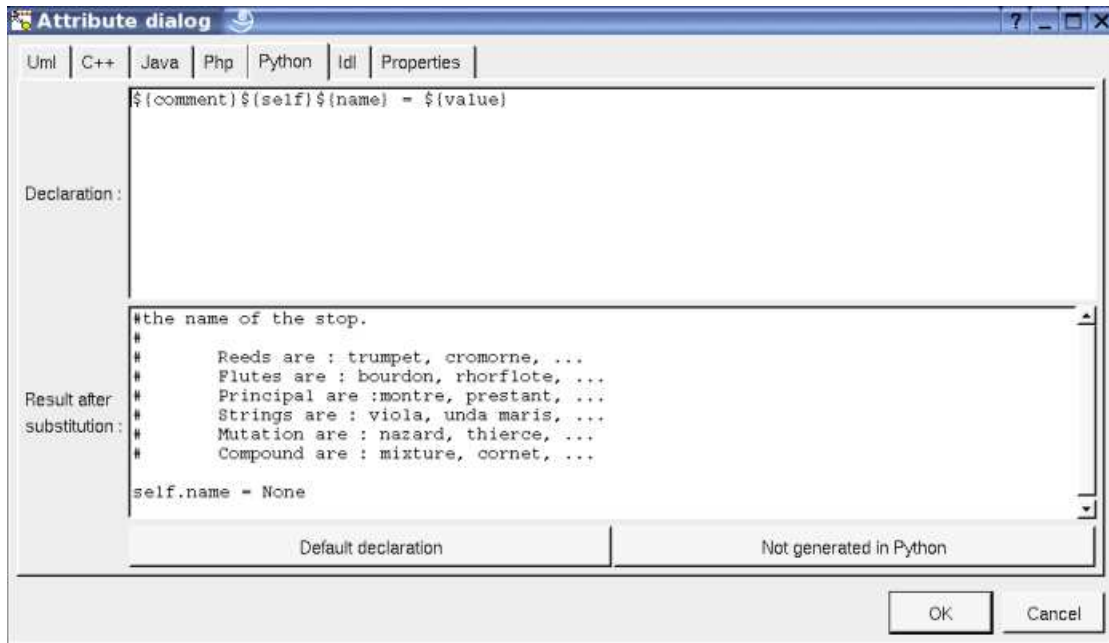 Attribute dialog
Uml C++ Java Php Python Idl Properties
Declaration :
${comment}${self}${name} = ${value}
Result after
substitution :
#the name of the stop.
#
# Reeds are : trumpet, cromorne, ...
# Flutes are : bourdon, rhorflote, ...
# Principal are :montre, prestant, ...
# Strings are : viola, unda maris, ...
# Mutation are : nazard, thierce, ...
# Compound are : mixture, cornet, ...
self.name = None
Default declaration Not generated in Python
OK Cancel